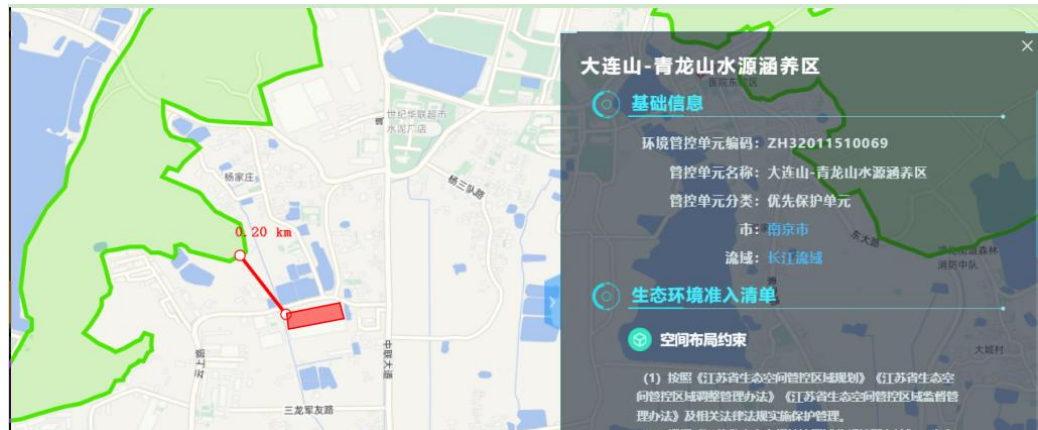 世纪华联超市
水泥厂店
杨家庄
杨三队路
0.20 km
中联大道
三龙军友路
大连山-青龙山水源涵养区
基础信息
环境管控单元编码：ZH32011510069
管控单元名称：大连山-青龙山水源涵养区
管控单元分类：优先保护单元
市：南京市
流域：长江流域
生态环境准入清单
空间布局约束
(1) 按照《江苏省生态空间管控区域规划》《江苏省生态空
间管控区域调整管理办法》《江苏省生态空间管控区域监督管
理办法》及相关法律法规实施保护管理。
东大路
消防中队
大城村